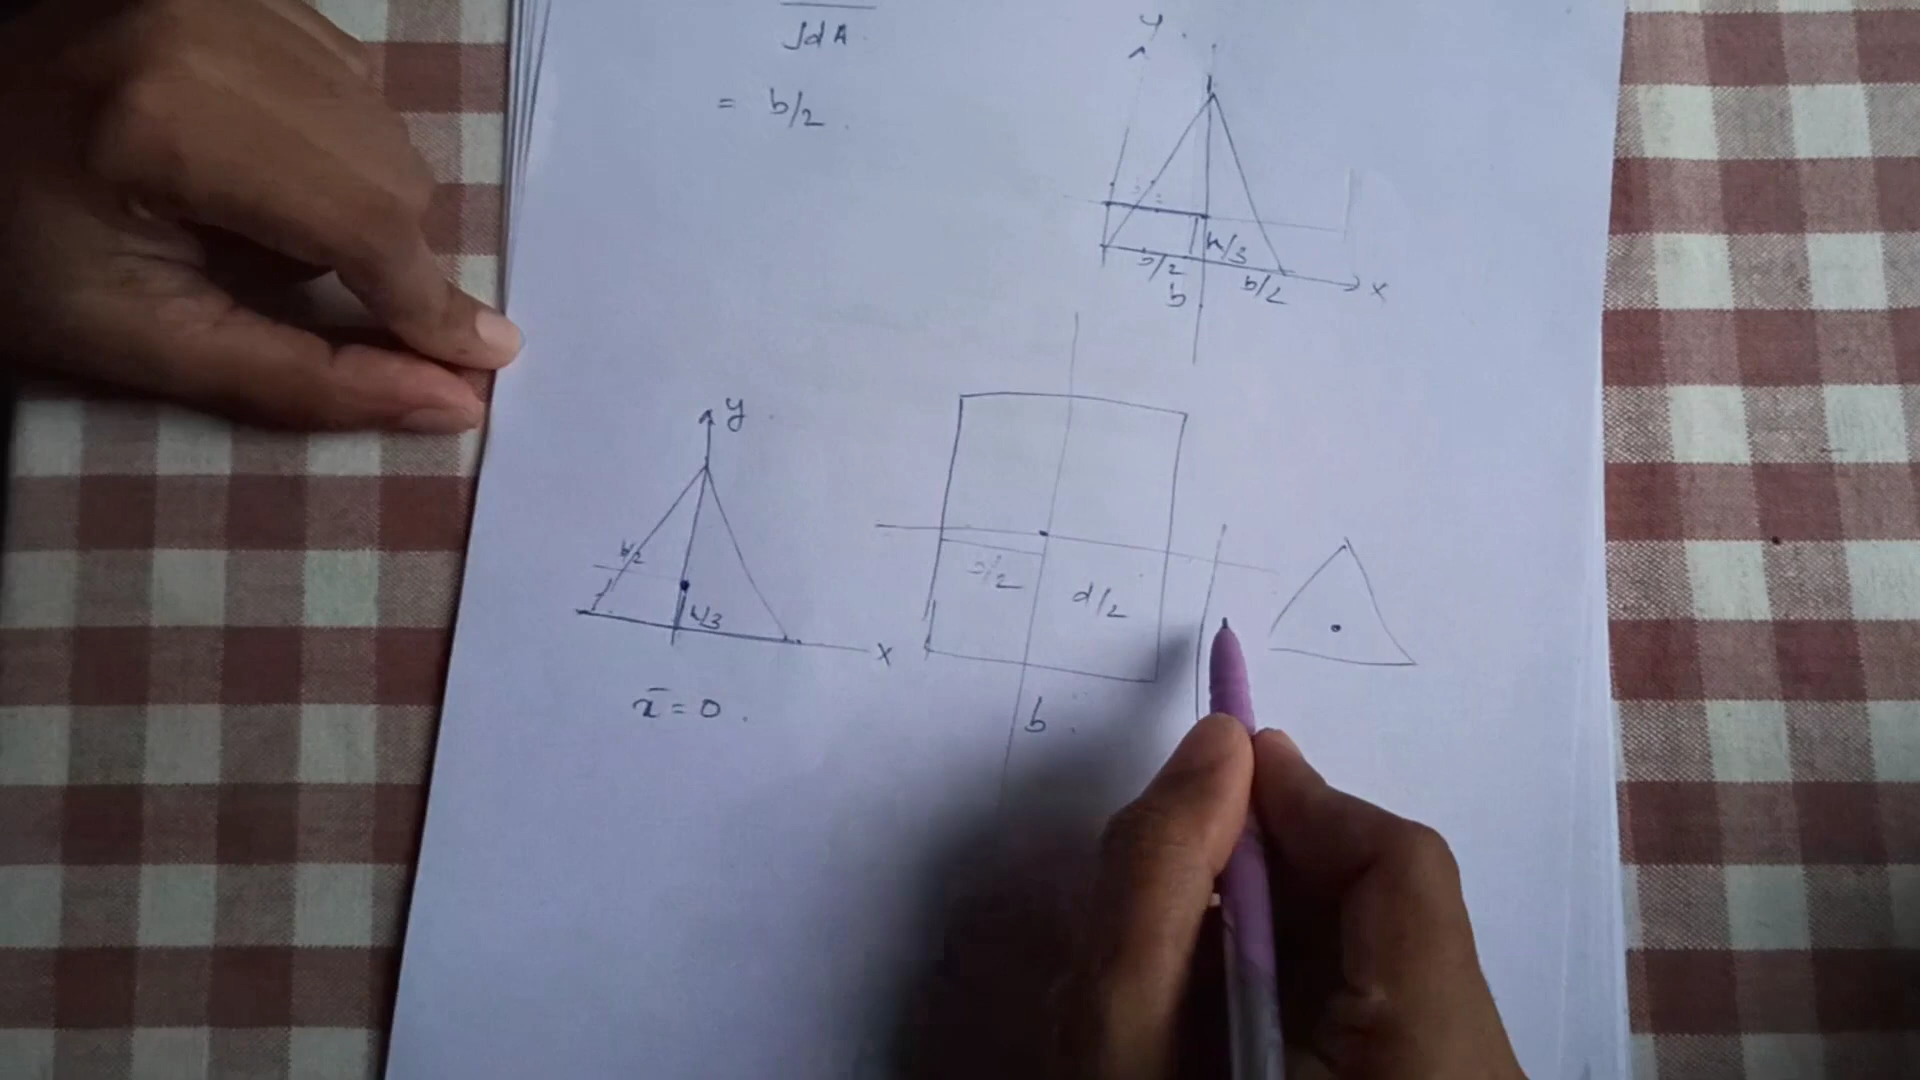 ∫dA
= b/2
y
h/3
b/2
b/2
b
x
y
b/2
h/3
x
x̄ = 0
b/2
d/2
b